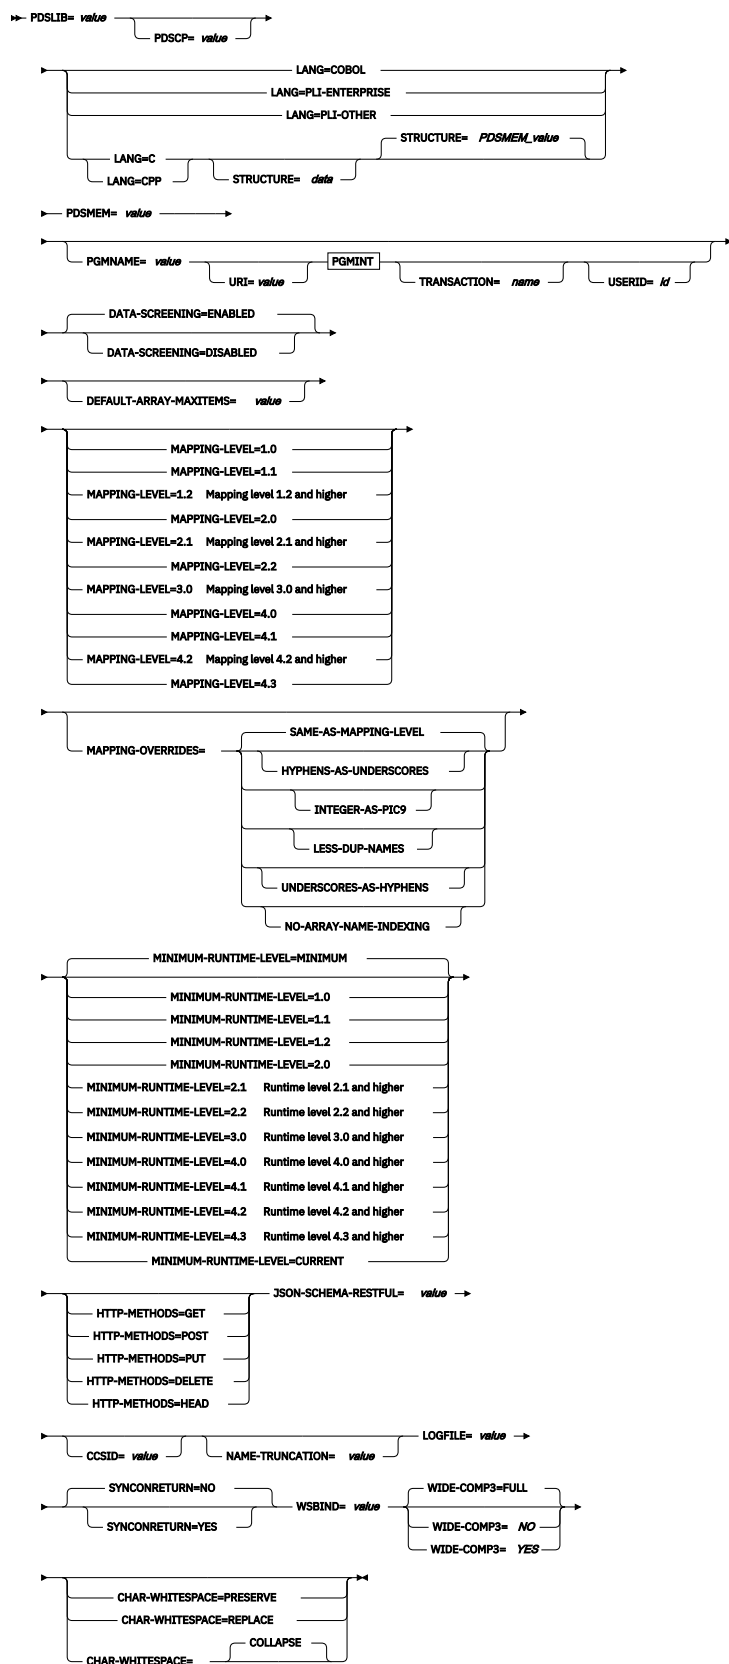 PDSLIB= value
PDSCP= value
LANG=COBOL
LANG=PLI-ENTERPRISE
LANG=PLI-OTHER
STRUCTURE= PDSMEM_value
LANG=C
LANG=CPP
STRUCTURE= data
PDSMEM= value
PGMNAME= value
URI= value
PGMINT
TRANSACTION= name
USERID= id
DATA-SCREENING=ENABLED
DATA-SCREENING=DISABLED
DEFAULT-ARRAY-MAXITEMS= value
MAPPING-LEVEL=1.0
MAPPING-LEVEL=1.1
MAPPING-LEVEL=1.2 Mapping level 1.2 and higher
MAPPING-LEVEL=2.0
MAPPING-LEVEL=2.1 Mapping level 2.1 and higher
MAPPING-LEVEL=2.2
MAPPING-LEVEL=3.0 Mapping level 3.0 and higher
MAPPING-LEVEL=4.0
MAPPING-LEVEL=4.1
MAPPING-LEVEL=4.2 Mapping level 4.2 and higher
MAPPING-LEVEL=4.3
MAPPING-OVERRIDES=
SAME-AS-MAPPING-LEVEL
HYPHENS-AS-UNDERSCORES
INTEGER-AS-PIC9
LESS-DUP-NAMES
UNDERSCORES-AS-HYPHENS
NO-ARRAY-NAME-INDEXING
MINIMUM-RUNTIME-LEVEL=MINIMUM
MINIMUM-RUNTIME-LEVEL=1.0
MINIMUM-RUNTIME-LEVEL=1.1
MINIMUM-RUNTIME-LEVEL=1.2
MINIMUM-RUNTIME-LEVEL=2.0
MINIMUM-RUNTIME-LEVEL=2.1 Runtime level 2.1 and higher
MINIMUM-RUNTIME-LEVEL=2.2 Runtime level 2.2 and higher
MINIMUM-RUNTIME-LEVEL=3.0 Runtime level 3.0 and higher
MINIMUM-RUNTIME-LEVEL=4.0 Runtime level 4.0 and higher
MINIMUM-RUNTIME-LEVEL=4.1 Runtime level 4.1 and higher
MINIMUM-RUNTIME-LEVEL=4.2 Runtime level 4.2 and higher
MINIMUM-RUNTIME-LEVEL=4.3 Runtime level 4.3 and higher
MINIMUM-RUNTIME-LEVEL=CURRENT
HTTP-METHODS=GET
HTTP-METHODS=POST
HTTP-METHODS=PUT
HTTP-METHODS=DELETE
HTTP-METHODS=HEAD
JSON-SCHEMA-RESTFUL= value
CCSID= value
NAME-TRUNCATION= value
LOGFILE= value
SYNCONRETURN=NO
SYNCONRETURN=YES
WSBIND= value
WIDE-COMP3=FULL
WIDE-COMP3= NO
WIDE-COMP3= YES
CHAR-WHITESPACE=PRESERVE
CHAR-WHITESPACE=REPLACE
COLLAPSE
CHAR-WHITESPACE=